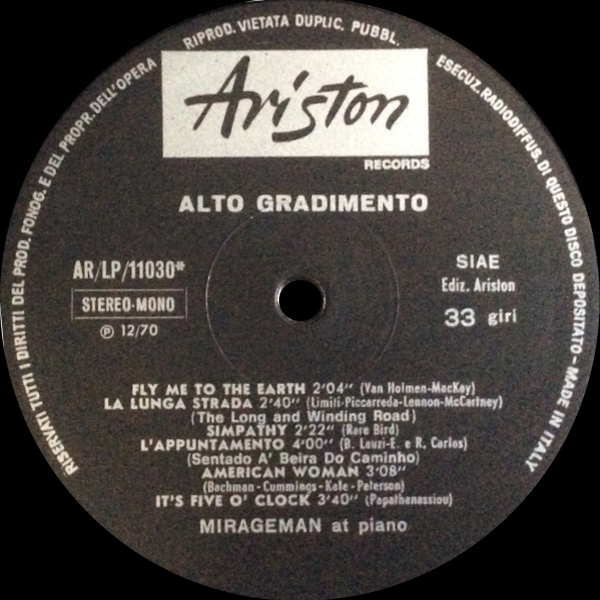 RISERVATI TUTTI I DIRITTI DEL PROD. FONOG. E DEL PROPR. DELL'OPERA RIPROD. VIETATA DUPLIC. PUBBL. ESECUZ. RADIODIFFUS. DI QUESTO DISCO DEPOSITATO - MADE IN ITALY
Ariston
RECORDS
ALTO GRADIMENTO
AR/LP/11030*
STEREO-MONO
℗ 12/70
SIAE
Ediz. Ariston
33 giri
FLY ME TO THE EARTH 2'04" (Van Holmen-MacKay)
LA LUNGA STRADA 2'40" (Limiti-Piccarreda-Lennon-McCartney)
(The Long and Winding Road)
SIMPATHY 2'22" (Rare Bird)
L'APPUNTAMENTO 4'00" (B. Lauzi-E. e R. Carlos)
(Sentado A' Beira Do Caminho)
AMERICAN WOMAN 3'08"
(Bachman-Cummings-Kale-Peterson)
IT'S FIVE O' CLOCK 3'40" (Papathanassiou)
MIRAGEMAN at piano